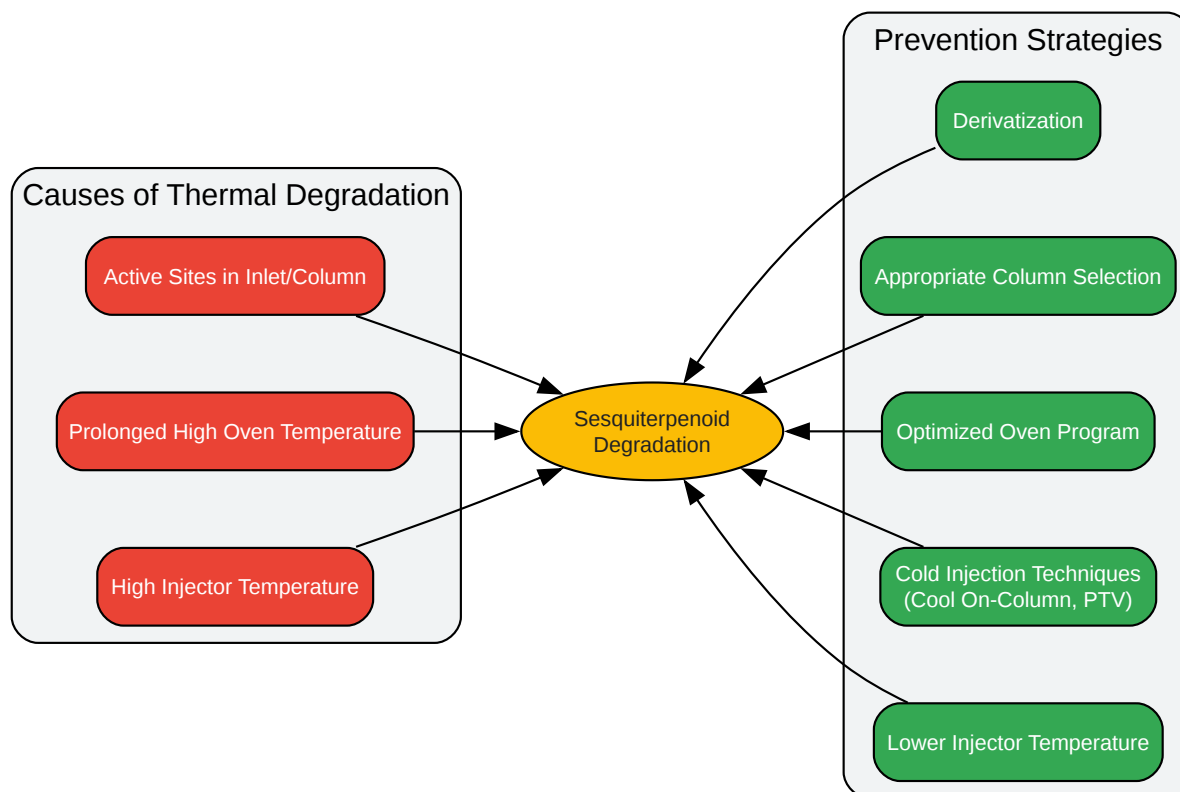 Causes of Thermal Degradation
Active Sites in Inlet/Column
Prolonged High Oven Temperature
High Injector Temperature
Sesquiterpenoid
Degradation
Prevention Strategies
Derivatization
Appropriate Column Selection
Optimized Oven Program
Cold Injection Techniques
(Cool On-Column, PTV)
Lower Injector Temperature